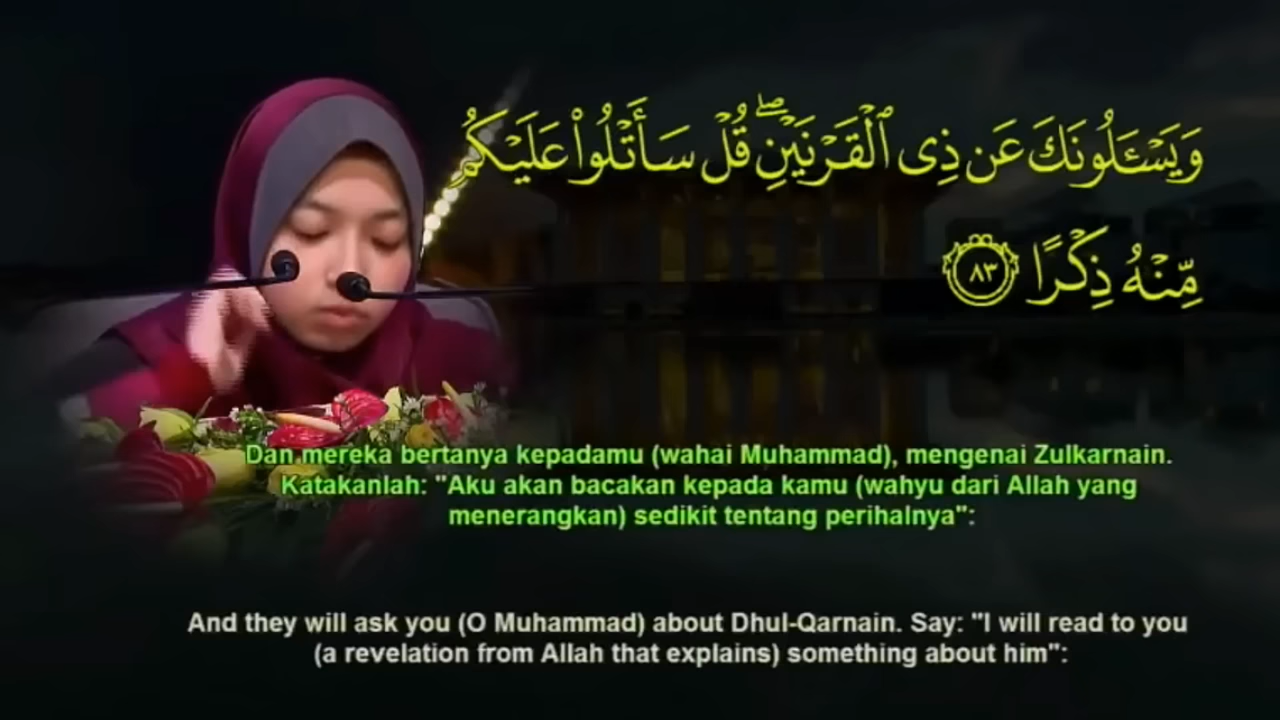 وَيَسْـَٔلُونَكَ عَن ذِى ٱلْقَرْنَيْنِ ۖ قُلْ سَأَتْلُوا۟ عَلَيْكُم
مِّنْهُ ذِكْرًا ٨٣
Dan mereka bertanya kepadamu (wahai Muhammad), mengenai Zulkarnain.
Katakanlah: "Aku akan bacakan kepada kamu (wahyu dari Allah yang
menerangkan) sedikit tentang perihalnya":
And they will ask you (O Muhammad) about Dhul-Qarnain. Say: "I will read to you
(a revelation from Allah that explains) something about him":